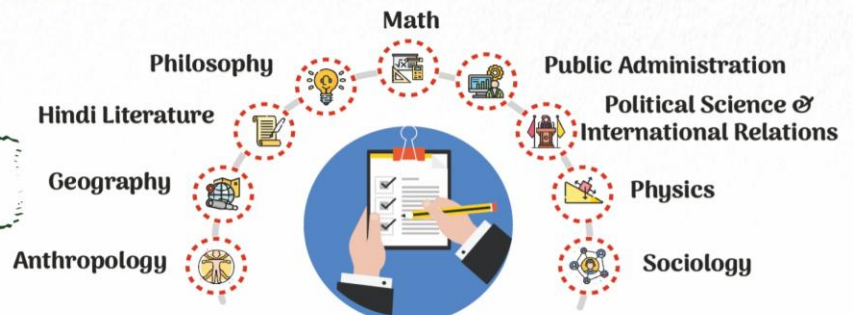 Math
Philosophy
Public Administration
Hindi Literature
Political Science &
International Relations
Geography
Physics
Anthropology
Sociology